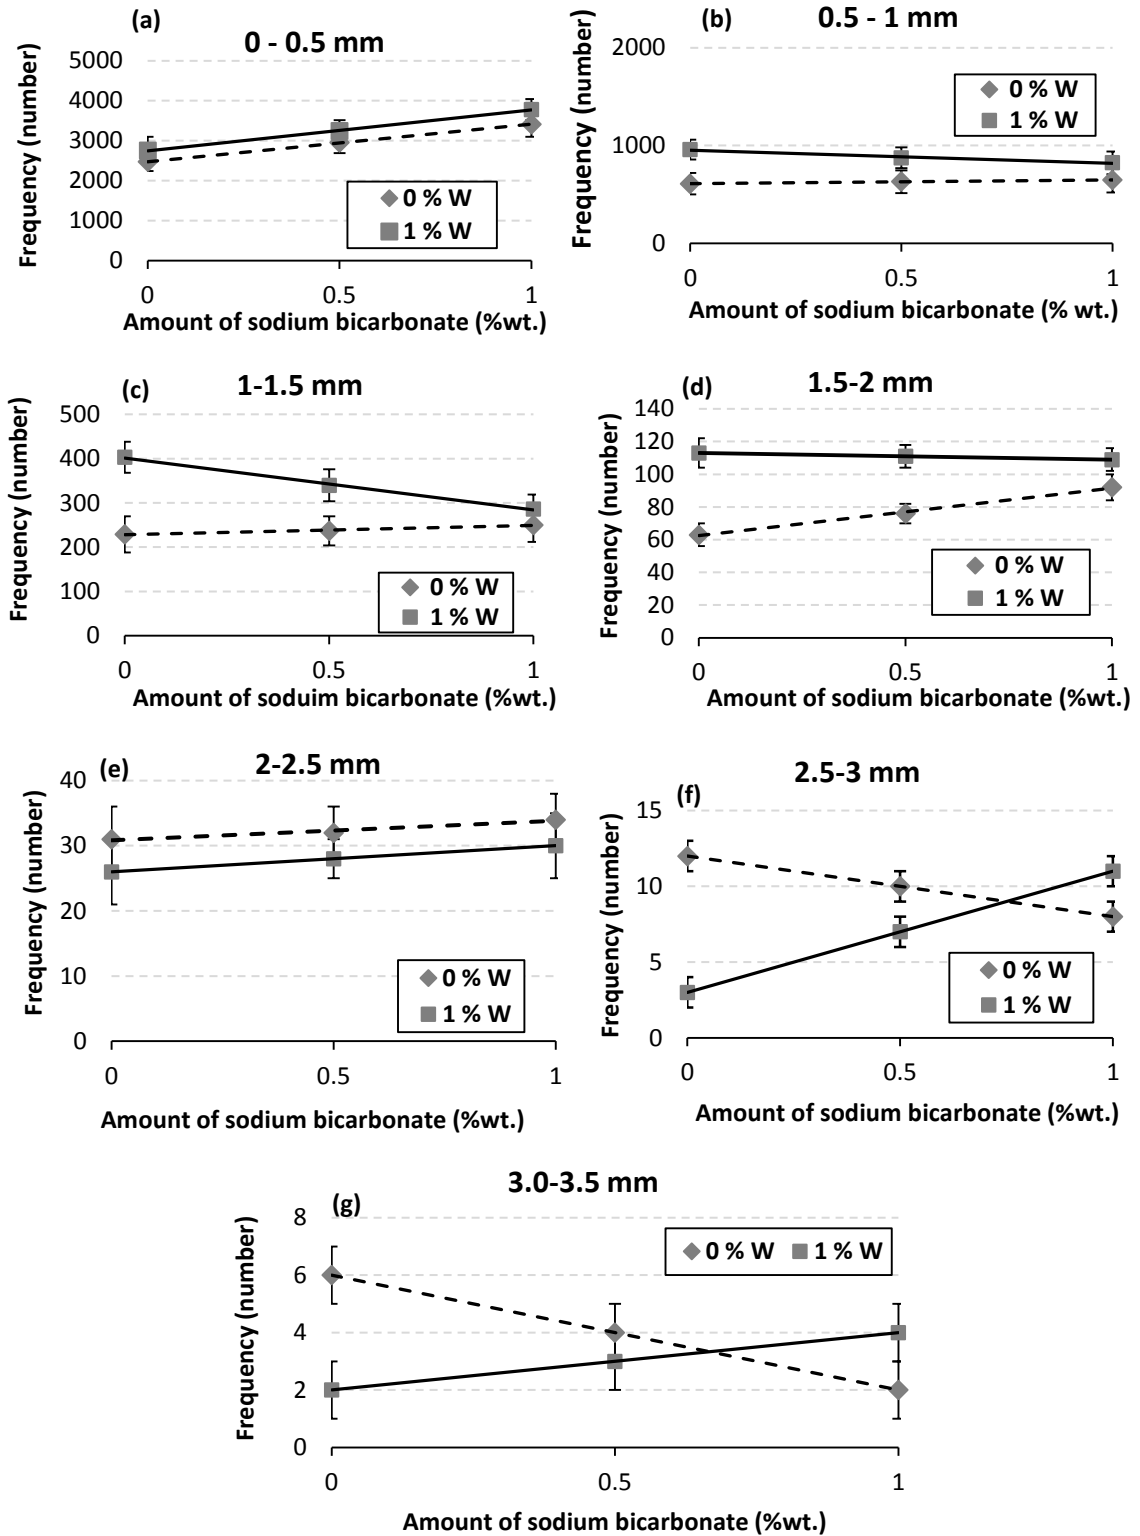 (a)
0 - 0.5 mm
Frequency (number)
5000
4000
3000
2000
1000
0
0 % W
1 % W
0 0.5 1
Amount of sodium bicarbonate (%wt.)
(b)
0.5 - 1 mm
Frequency (number)
2000
1000
0
0 % W
1 % W
0 0.5 1
Amount of sodium bicarbonate (% wt.)
(c)
1-1.5 mm
Frequency (number)
500
400
300
200
100
0
0 % W
1 % W
0 0.5 1
Amount of soduim bicarbonate (%wt.)
(d)
1.5-2 mm
Frequency (number)
140
120
100
80
60
40
20
0
0 % W
1 % W
0 0.5 1
Amount of sodium bicarbonate (%wt.)
(e)
2-2.5 mm
Frequency (number)
40
30
20
10
0
0 % W
1 % W
0 0.5 1
Amount of sodium bicarbonate (%wt.)
(f)
2.5-3 mm
Frequency (number)
15
10
5
0
0 % W
1 % W
0 0.5 1
Amount of sodium bicarbonate (%wt.)
(g)
3.0-3.5 mm
Frequency (number)
8
6
4
2
0
0 % W 1 % W
0 0.5 1
Amount of sodium bicarbonate (%wt.)